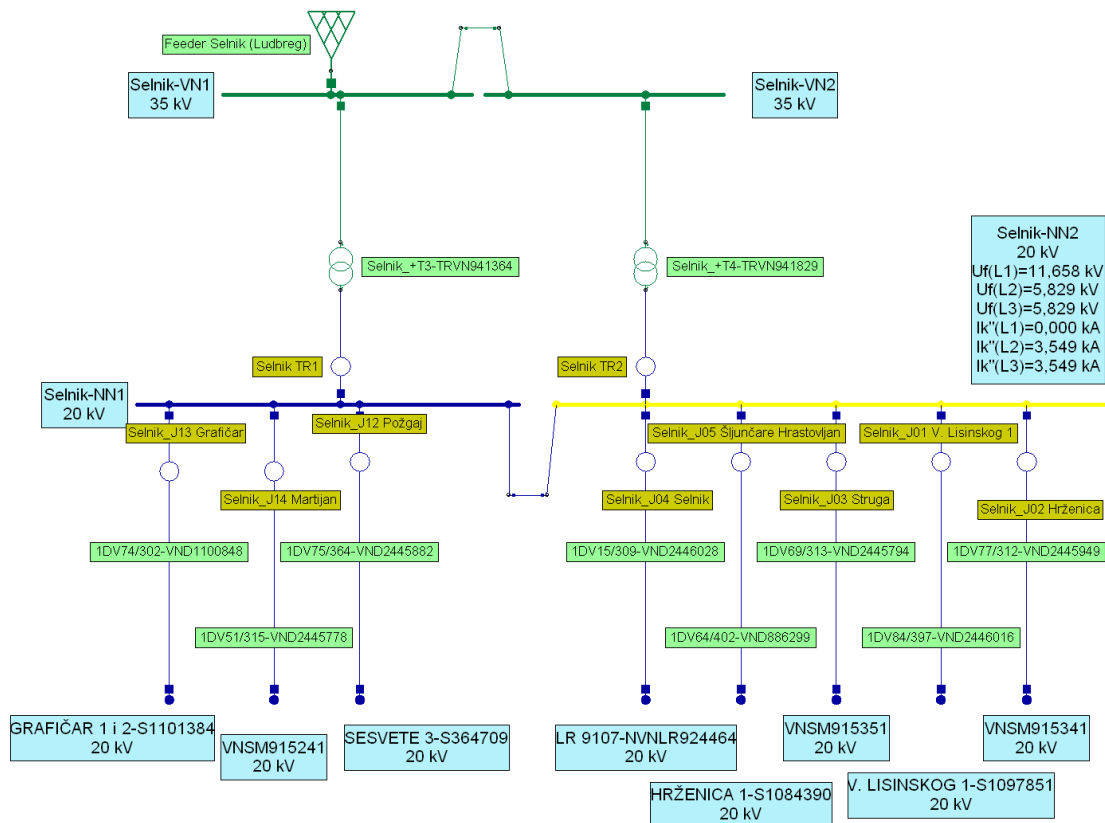 Feeder Selnik (Ludbreg)
Selnik-VN1
35 kV
Selnik-VN2
35 kV
Selnik-NN2
20 kV
Uf(L1)=11,658 kV
Uf(L2)=5,829 kV
Uf(L3)=5,829 kV
Ik"(L1)=0,000 kA
Ik"(L2)=3,549 kA
Ik"(L3)=3,549 kA
Selnik_+T3-TRVN941364
Selnik_+T4-TRVN941829
Selnik TR1
Selnik TR2
Selnik-NN1
20 kV
Selnik_J13 Grafičar
Selnik_J12 Požgaj
Selnik_J05 Šljunčare Hrastovljan
Selnik_J01 V. Lisinskog 1
Selnik_J14 Martijan
Selnik_J04 Selnik
Selnik_J03 Struga
Selnik_J02 Hrženica
1DV74/302-VND1100848
1DV75/364-VND2445882
1DV15/309-VND2446028
1DV69/313-VND2445794
1DV77/312-VND2445949
1DV51/315-VND2445778
1DV64/402-VND886299
1DV84/397-VND2446016
GRAFIČAR 1 i 2-S1101384
20 kV
VNSM915241
20 kV
SESVETE 3-S364709
20 kV
LR 9107-NVNLR924464
20 kV
HRŽENICA 1-S1084390
20 kV
VNSM915351
20 kV
V. LISINSKOG 1-S1097851
20 kV
VNSM915341
20 kV